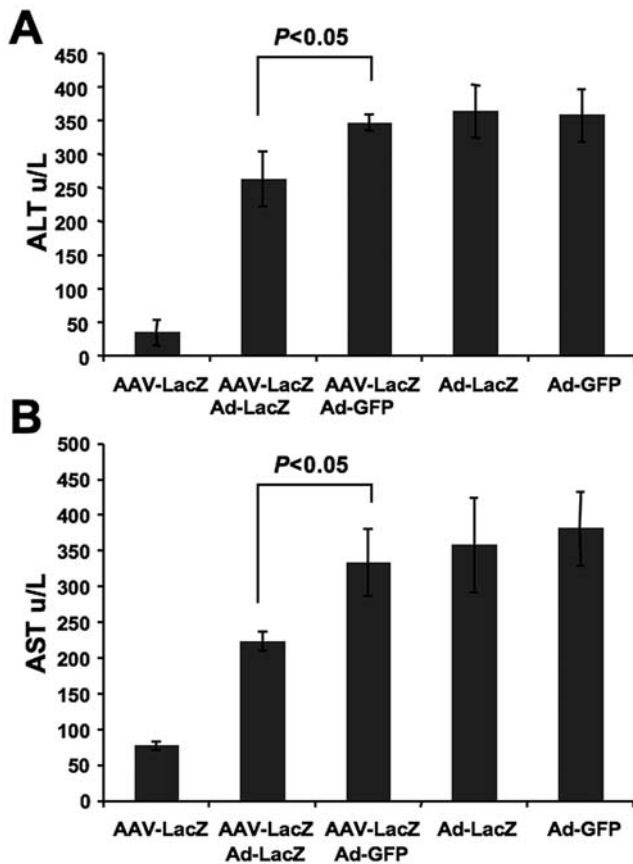 A
P<0.05
ALT u/L
450
400
350
300
250
200
150
100
50
0
AAV-LacZ AAV-LacZ AAV-LacZ Ad-LacZ Ad-GFP
Ad-LacZ Ad-GFP
B
P<0.05
AST u/L
500
450
400
350
300
250
200
150
100
50
0
AAV-LacZ AAV-LacZ AAV-LacZ Ad-LacZ Ad-GFP
Ad-LacZ Ad-GFP